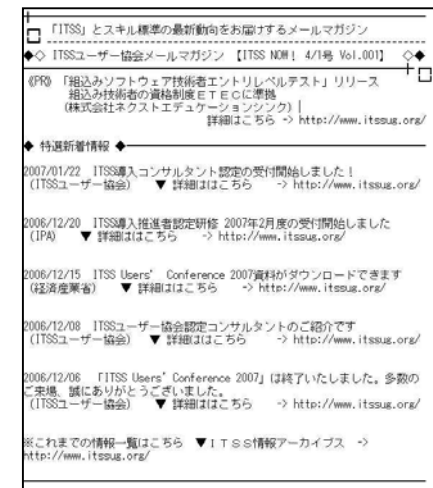 「ITSS」とスキル標準の最新動向をお届けするメールマガジン
◆◇ ITSSユーザー協会メールマガジン 【ITSS NOW! 4/1号 Vol.001】 ◇◆
《PR》「組込みソフトウェア技術者エントリレベルテスト」リリース
組込み技術者の資格制度ETECに準拠
(株式会社ネクストエデュケーションシンク)|
詳細はこちら -> http://www.itssug.org/
◆ 特選新着情報 ◆
2007/01/22 ITSS導入コンサルタント認定の受付開始しました！
(ITSSユーザー協会) ▼ 詳細ははこちら -> http://www.itssug.org/
2006/12/20 ITSS導入推進者認定研修 2007年2月度の受付開始しました
(IPA) ▼ 詳細ははこちら -> http://www.itssug.org/
2006/12/15 ITSS Users' Conference 2007資料がダウンロードできます
(経済産業省) ▼ 詳細ははこちら -> http://www.itssug.org/
2006/12/08 ITSSユーザー協会認定コンサルタントのご紹介です
(ITSSユーザー協会) ▼ 詳細ははこちら -> http://www.itssug.org/
2006/12/06 「ITSS Users' Conference 2007」は終了いたしました。多数の
ご来場、誠にありがとうございました。
(ITSSユーザー協会) ▼ 詳細ははこちら -> http://www.itssug.org/
※これまでの情報一覧はこちら ▼ITSS情報アーカイブス ->
http://www.itssug.org/